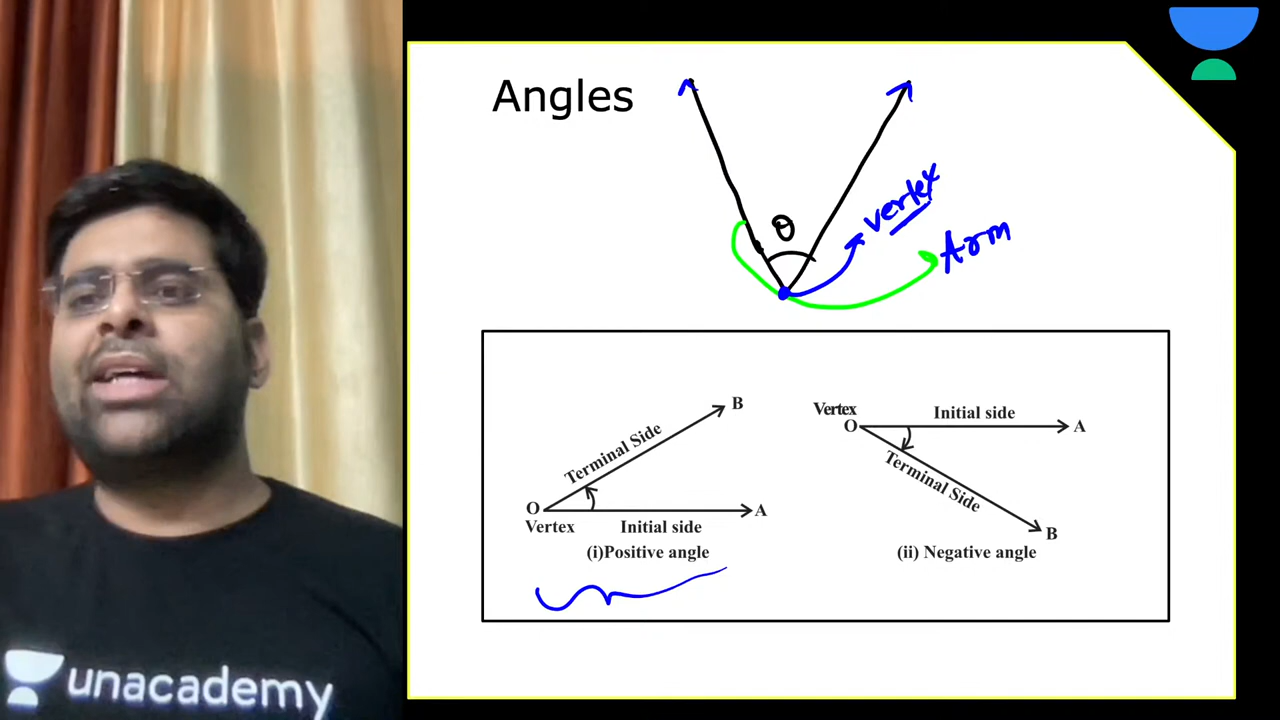 Angles
θ
vertex
Arm
B
Terminal Side
O
A
Vertex
Initial side
(i)Positive angle
Vertex
Initial side
O
A
Terminal Side
B
(ii) Negative angle
unacademy